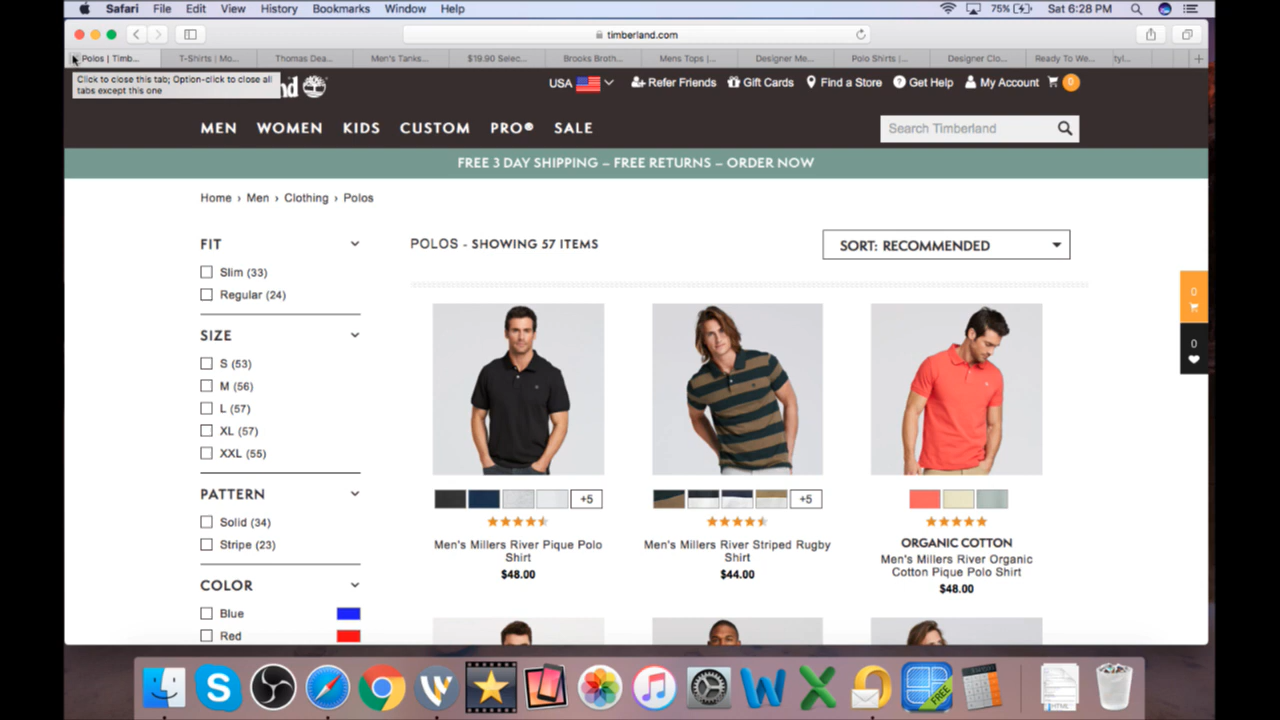 Safari File Edit View History Bookmarks Window Help 75% Sat 6:28 PM
timberland.com
Polos | Timb... T-Shirts | Mo... Thomas Dea... Men's Tanks... $19.90 Selec... Brooks Broth... Mens Tops |... Designer Me... Polo Shirts |... Designer Clo... Ready To We... tyl...
Click to close this tab; Option-click to close all
tabs except this one
nd
USA Refer Friends Gift Cards Find a Store Get Help My Account 0
MEN WOMEN KIDS CUSTOM PRO® SALE Search Timberland
FREE 3 DAY SHIPPING – FREE RETURNS – ORDER NOW
Home › Men › Clothing › Polos
FIT
Slim (33)
Regular (24)
SIZE
S (53)
M (56)
L (57)
XL (57)
XXL (55)
PATTERN
Solid (34)
Stripe (23)
COLOR
Blue
Red
POLOS - SHOWING 57 ITEMS
SORT: RECOMMENDED
+5
Men's Millers River Pique Polo
Shirt
$48.00
+5
Men's Millers River Striped Rugby
Shirt
$44.00
ORGANIC COTTON
Men's Millers River Organic
Cotton Pique Polo Shirt
$48.00
0
0
FREE
HTML